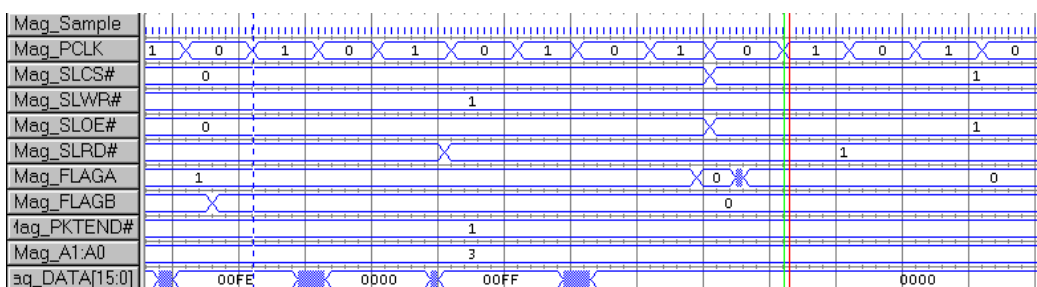 Mag_Sample
Mag_PCLK 1 0 1 0 1 0 1 0 1 0 1 0 1 0
Mag_SLCS# 0 1
Mag_SLWR# 1
Mag_SLOE# 0 1
Mag_SLRD# 1
Mag_FLAGA 1 0 0
Mag_FLAGB 0
Mag_PKTEND# 1
Mag_A1:A0 3
ag_DATA[15:0] 00FE 0000 00FF 0000